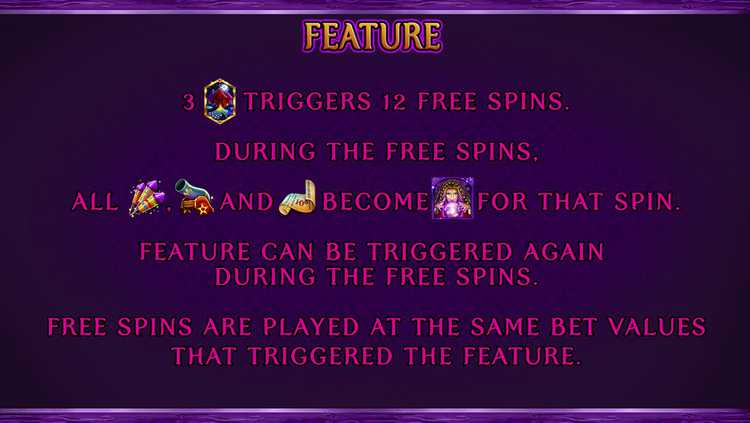 FEATURE
3 TRIGGERS 12 FREE SPINS.
DURING THE FREE SPINS,
ALL , AND BECOME FOR THAT SPIN.
FEATURE CAN BE TRIGGERED AGAIN
DURING THE FREE SPINS.
FREE SPINS ARE PLAYED AT THE SAME BET VALUES
THAT TRIGGERED THE FEATURE.